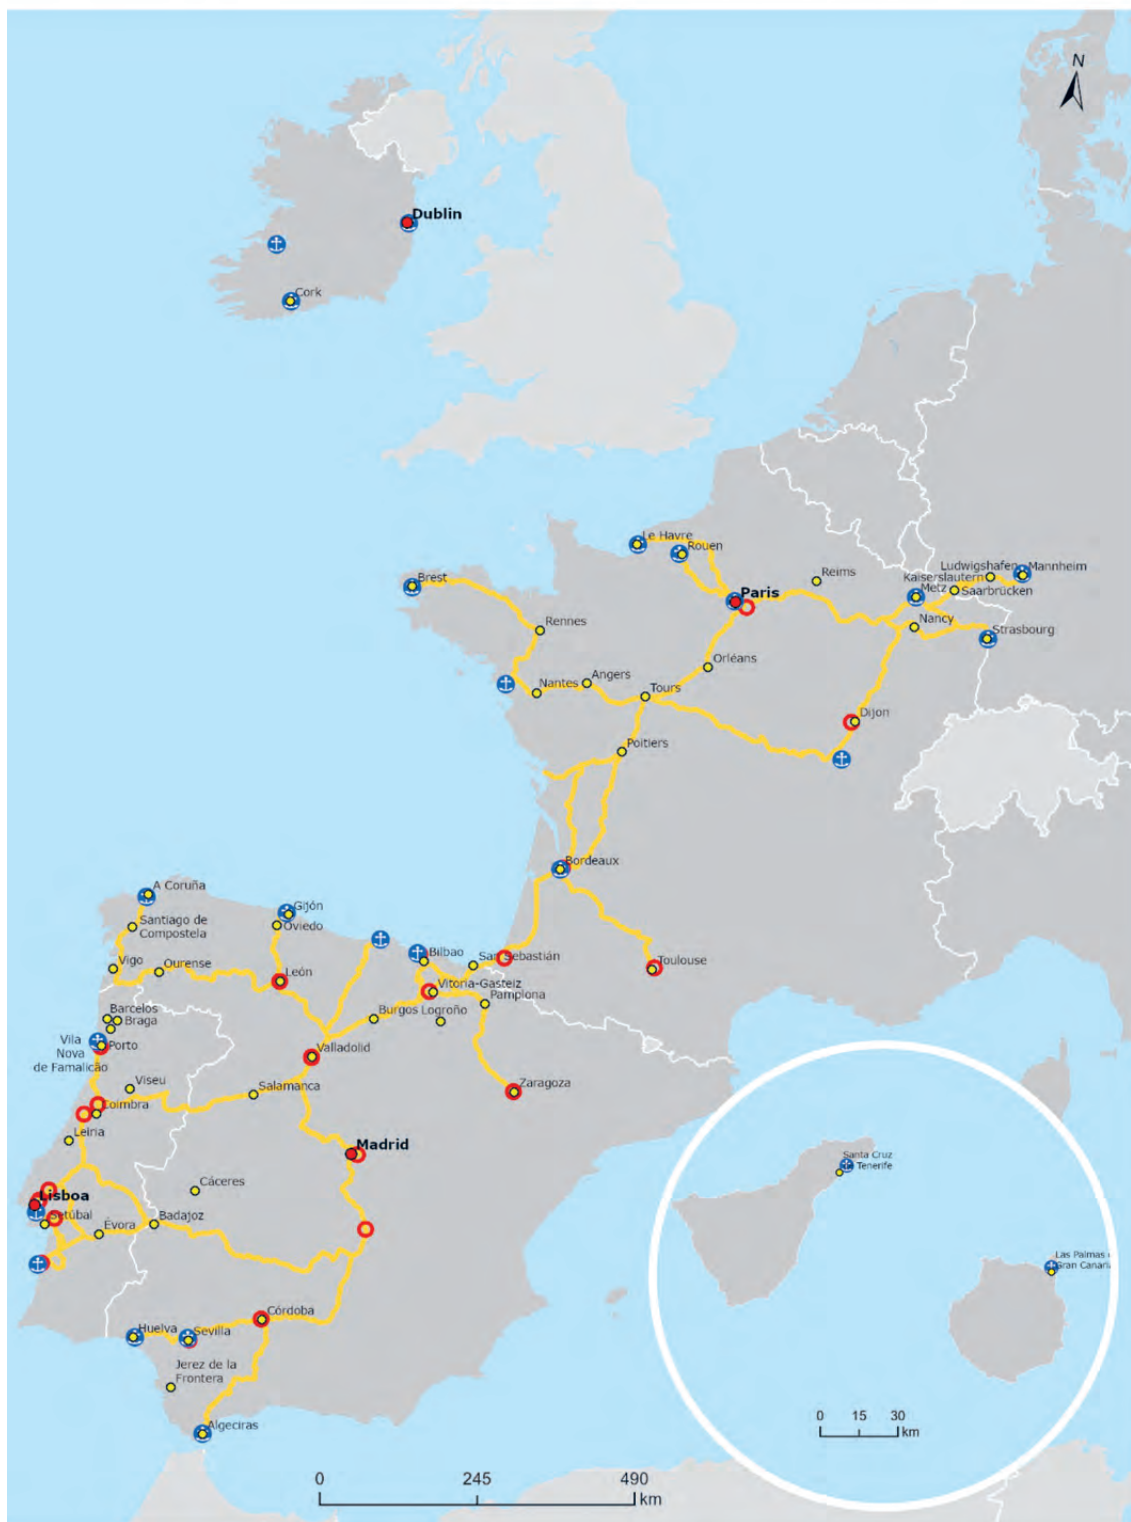 N
Dublin
Cork
Le Havre
Rouen
Brest
Paris
Reims
Ludwigshafen
Mannheim
Kaiserslautern
Metz
Saarbrücken
Rennes
Nancy
Strasbourg
Orléans
Nantes
Angers
Tours
Dijon
Poitiers
Bordeaux
A Coruña
Gijón
Santiago de
Compostela
Oviedo
Bilbao
San Sebastián
Toulouse
Vigo
Ourense
León
Vitoria-Gasteiz
Pamplona
Barcelos
Braga
Burgos
Logroño
Vila
Nova
de Famalicão
Porto
Valladolid
Viseu
Salamanca
Zaragoza
Coimbra
Leiria
Madrid
Santa Cruz
Tenerife
Cáceres
Lisboa
Setúbal
Évora
Badajoz
Las Palmas
Gran Canaria
Córdoba
Huelva
Sevilla
Jerez de la
Frontera
Algeciras
0 15 30
km
0 245 490
km